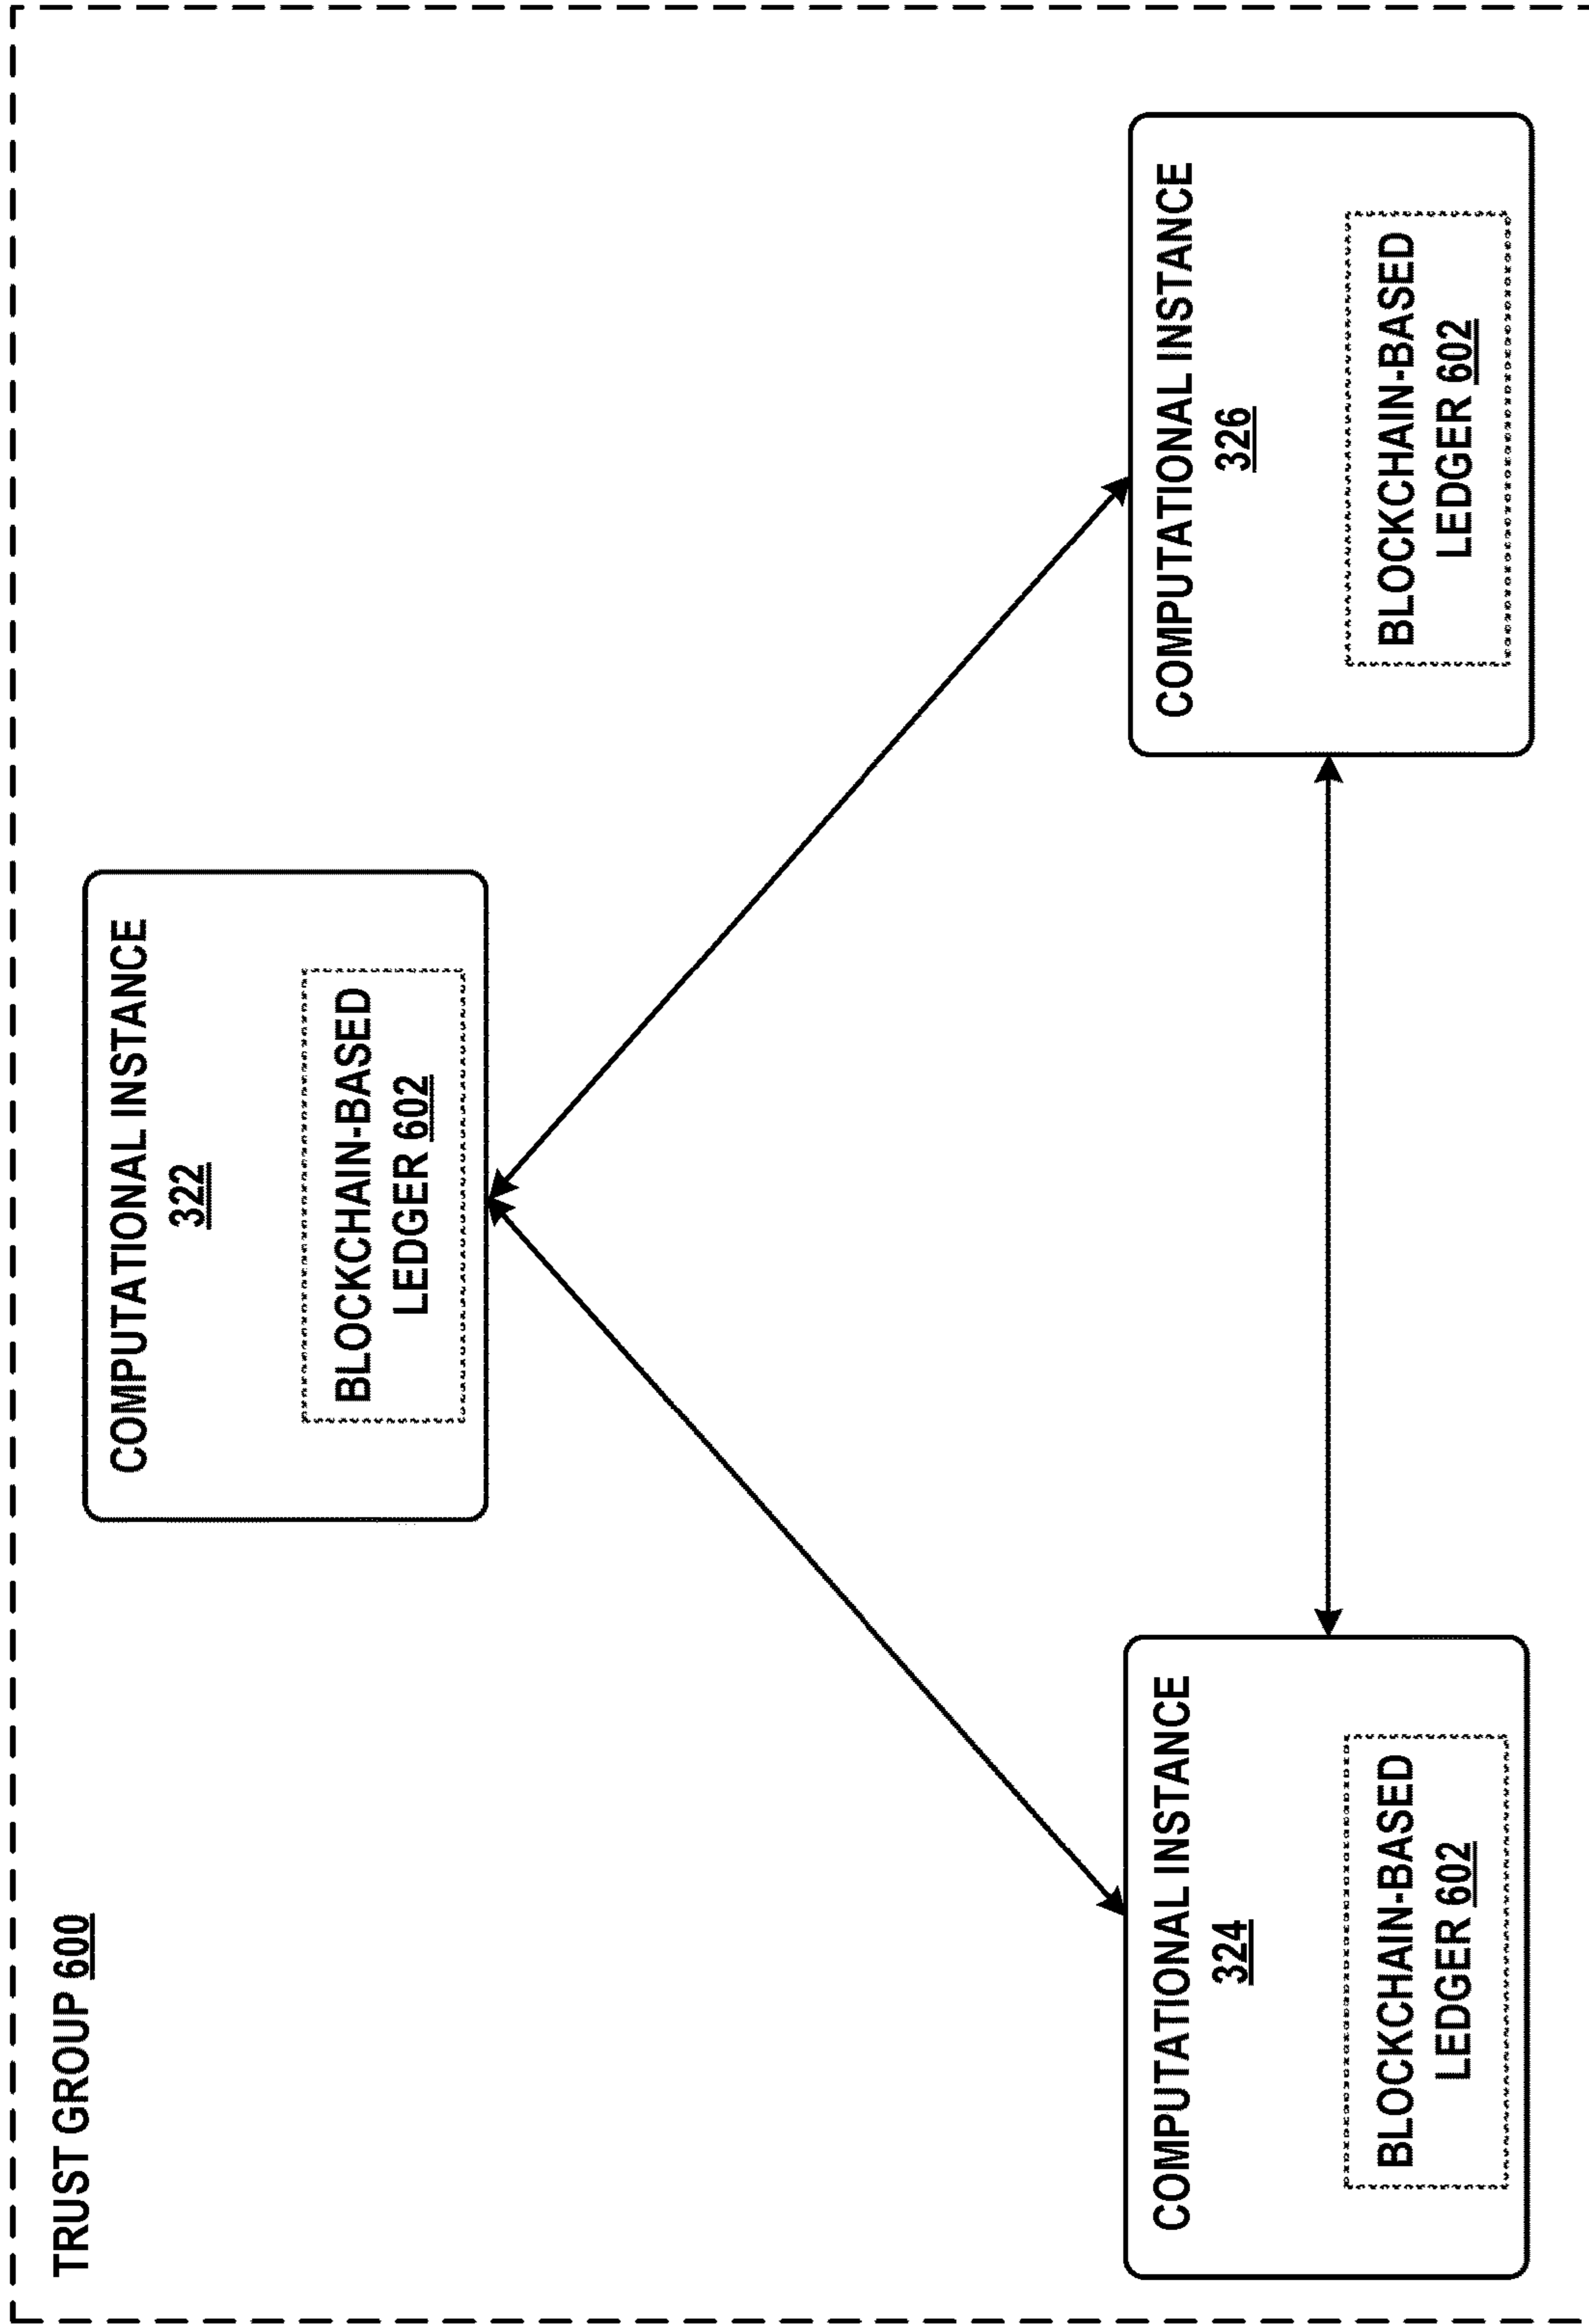 TRUST GROUP 600
COMPUTATIONAL INSTANCE
322
BLOCKCHAIN-BASED
LEDGER 602
COMPUTATIONAL INSTANCE
324
BLOCKCHAIN-BASED
LEDGER 602
COMPUTATIONAL INSTANCE
326
BLOCKCHAIN-BASED
LEDGER 602